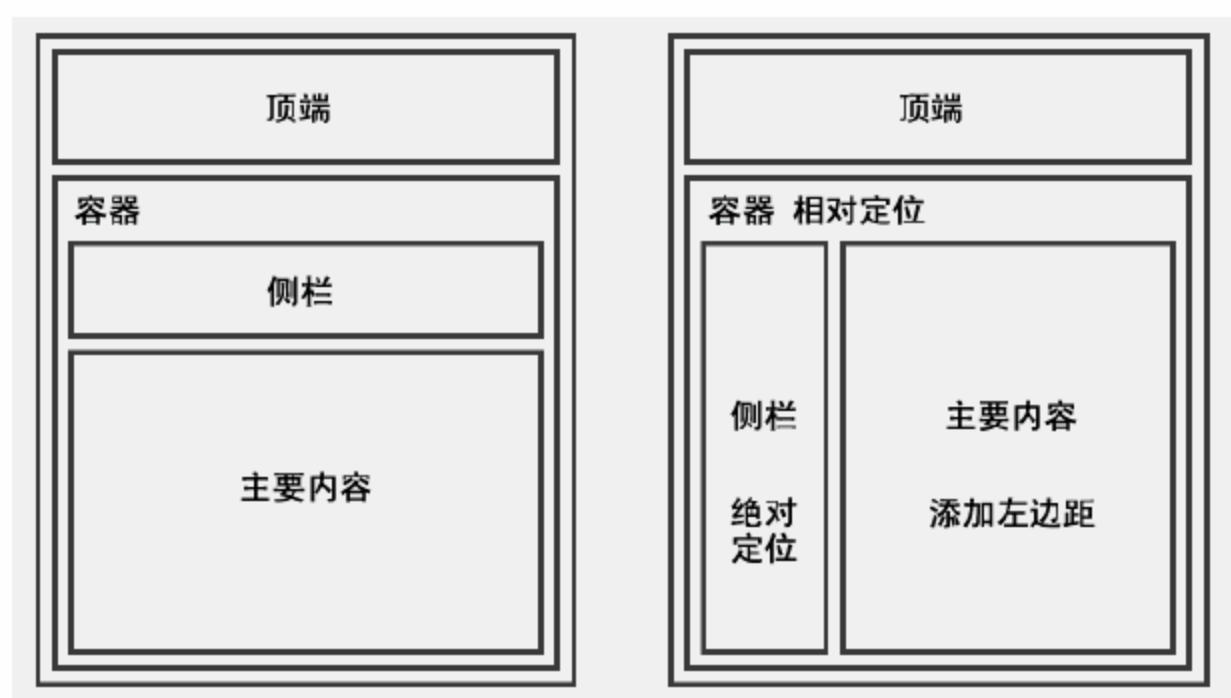 顶端
容器
侧栏
主要内容
顶端
容器 相对定位
侧栏
绝对
定位
主要内容
添加左边距